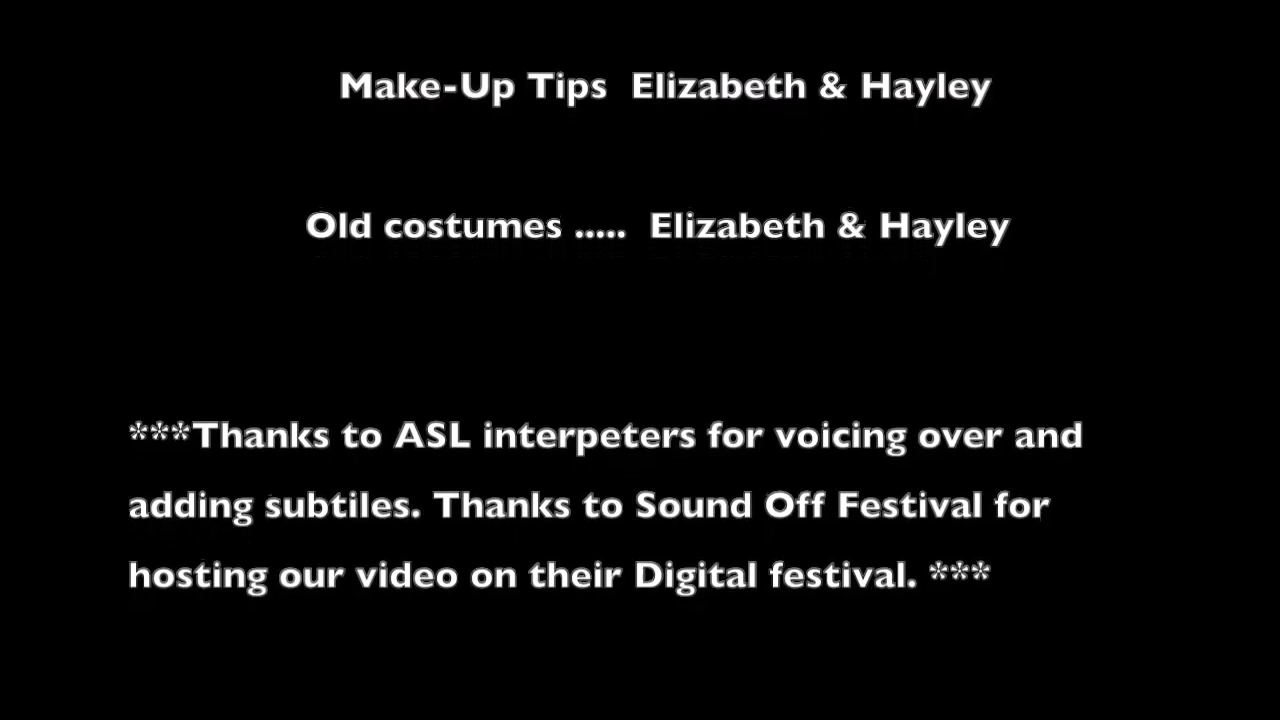 Make-Up Tips  Elizabeth & Hayley
Old costumes .....  Elizabeth & Hayley
***Thanks to ASL interpeters for voicing over and
adding subtiles. Thanks to Sound Off Festival for
hosting our video on their Digital festival. ***